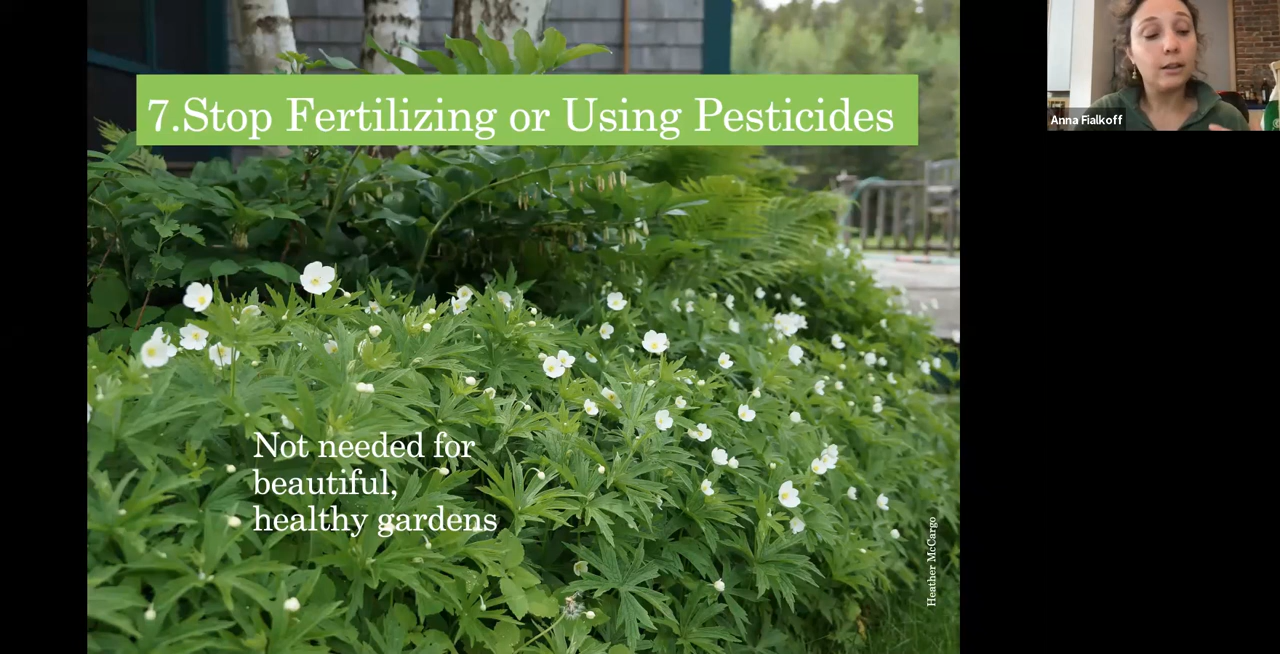 7.Stop Fertilizing or Using Pesticides
Anna Fialkoff
Not needed for
beautiful,
healthy gardens
Heather McCargo